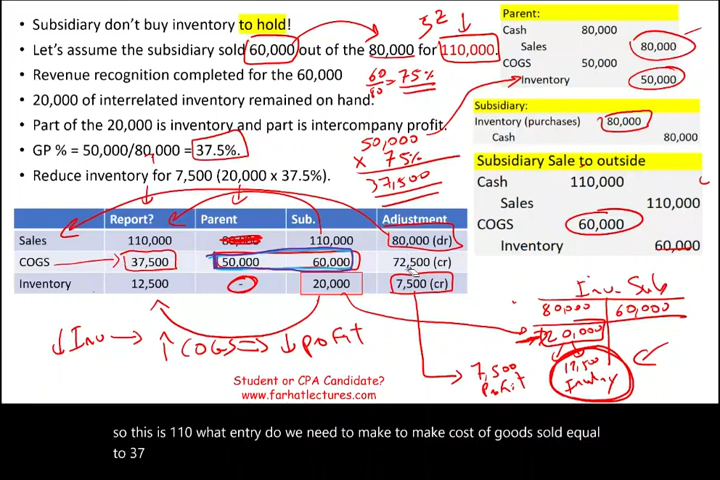 Subsidiary don't buy inventory to hold!
Let's assume the subsidiary sold 60,000 out of the 80,000 for 110,000.
Revenue recognition completed for the 60,000
20,000 of interrelated inventory remained on hand.
Part of the 20,000 is inventory and part is intercompany profit.
GP % = 50,000/80,000 = 37.5%.
Reduce inventory for 7,500 (20,000 x 37.5%).
60/80 = 75%
50,000
x 75%
37,500
Parent:
Cash 80,000
Sales 80,000
COGS 50,000
Inventory 50,000
Subsidiary:
Inventory (purchases) 80,000
Cash 80,000
Subsidiary Sale to outside
Cash 110,000
Sales 110,000
COGS 60,000
Inventory 60,000
Report? Parent Sub. Adjustment
Sales 110,000 80,000 110,000 80,000 (dr)
COGS 37,500 50,000 60,000 72,500 (cr)
Inventory 12,500 - 20,000 7,500 (cr)
Inv Sub
80,000 60,000
20,000
12,500
Inventory
↓ Inv → ↑ COGS ⇒ ↓ profit
7,500
Profit
Student or CPA Candidate?
www.farhatlectures.com
so this is 110 what entry do we need to make to make cost of goods sold equal
to 37